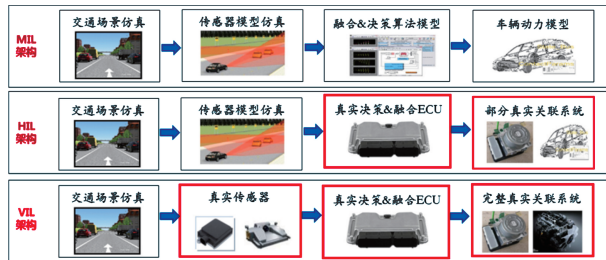 MIL
架构
交通场景仿真
传感器模型仿真
融合&决策算法模型
车辆动力模型
HIL
架构
交通场景仿真
传感器模型仿真
真实决策&融合ECU
部分真实关联系统
VIL
架构
交通场景仿真
真实传感器
真实决策&融合ECU
完整真实关联系统